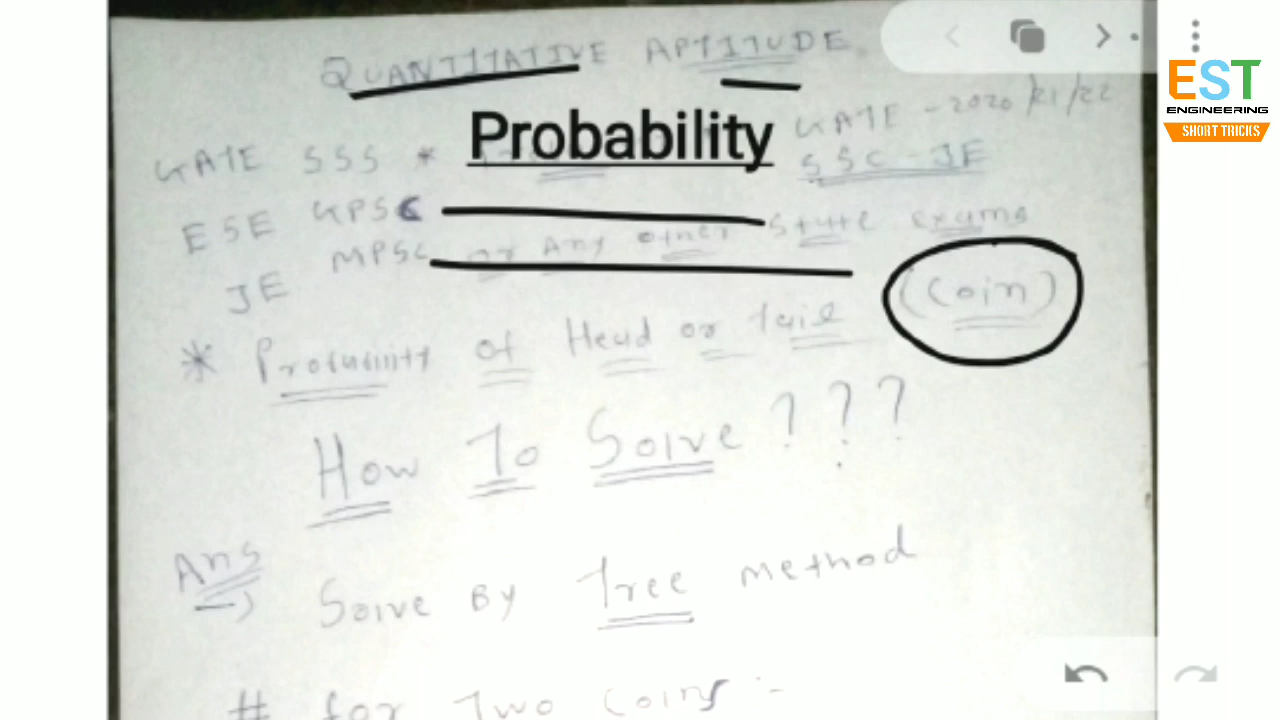 QUANTITATIVE APTITUDE
Probability
GATE SSS * GATE - 2020/21/22
SSC-JE
ESE GPSC
MPSC or Any other State exams
JE
(Coin)
* Probability of Head or Tail
How To Solve ???
Ans
Solve By Tree method
# for Two Coins :-
EST
ENGINEERING
SHORT TRICKS